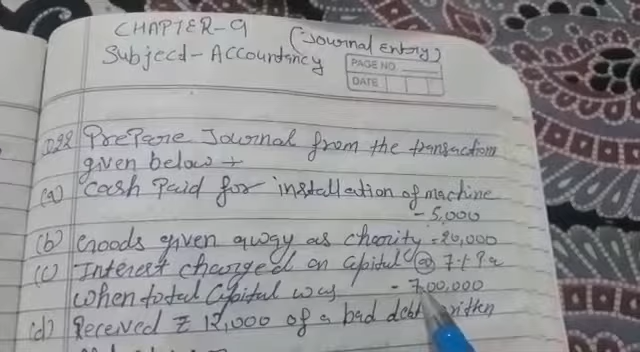 CHAPTER-9 (Journal Entry)
Subject - Accountancy
PAGE NO
DATE
Q22 Prepare Journal from the transaction
given below +
(a) Cash Paid for installation of machine
- 5,000
(b) Goods given away as charity - 20,000
(c) Interest charged on Capital @ 7% P.a
when total Capital was - 7,00,000
(d) Received ₹ 12,000 of a bad debt written